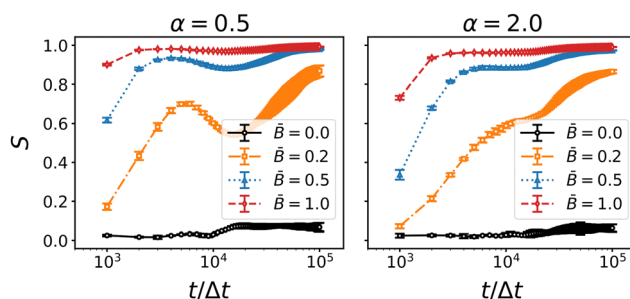 α = 0.5
α = 2.0
S
1.0
0.8
0.6
0.4
0.2
0.0
B̄ = 0.0
B̄ = 0.2
B̄ = 0.5
B̄ = 1.0
10³ 10⁴ 10⁵
t/Δt
B̄ = 0.0
B̄ = 0.2
B̄ = 0.5
B̄ = 1.0
10³ 10⁴ 10⁵
t/Δt